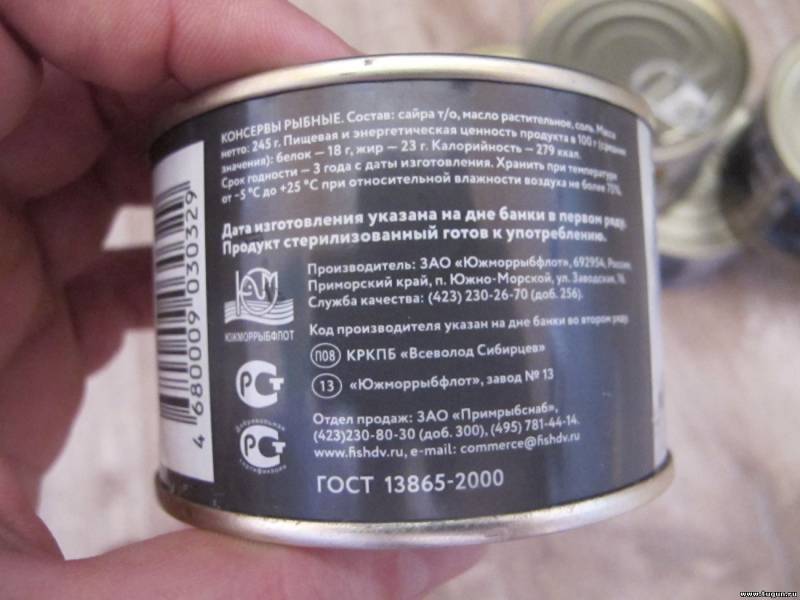 КОНСЕРВЫ РЫБНЫЕ. Состав: сайра т/о, масло растительное, соль. Масса
нетто: 245 г. Пищевая и энергетическая ценность продукта в 100 г (средние
значения): белок – 18 г, жир – 23 г. Калорийность – 279 ккал.
Срок годности – 3 года с даты изготовления. Хранить при температуре
от –5 °С до +25 °С при относительной влажности воздуха не более 75%.
Дата изготовления указана на дне банки в первом ряду.
Продукт стерилизованный готов к употреблению.
Производитель: ЗАО «Южморрыбфлот», 692954, Россия,
Приморский край, п. Южно-Морской, ул. Заводская,
Служба качества: (423) 230-26-70 (доб. 256).
ЮЖМОРРЫБФЛОТ
Код производителя указан на дне банки во втором ряду.
П08 КРКПБ «Всеволод Сибирцев»
13 «Южморрыбфлот», завод № 13
РСТ
Добровольная
РСТ
сертификация
Отдел продаж: ЗАО «Примрыбснаб»,
(423)230-80-30 (доб. 300), (495) 781-44-14.
www.fishdv.ru, e-mail: commerce@fishdv.ru
ГОСТ 13865-2000
4 680009 030329
www.fugun.ru